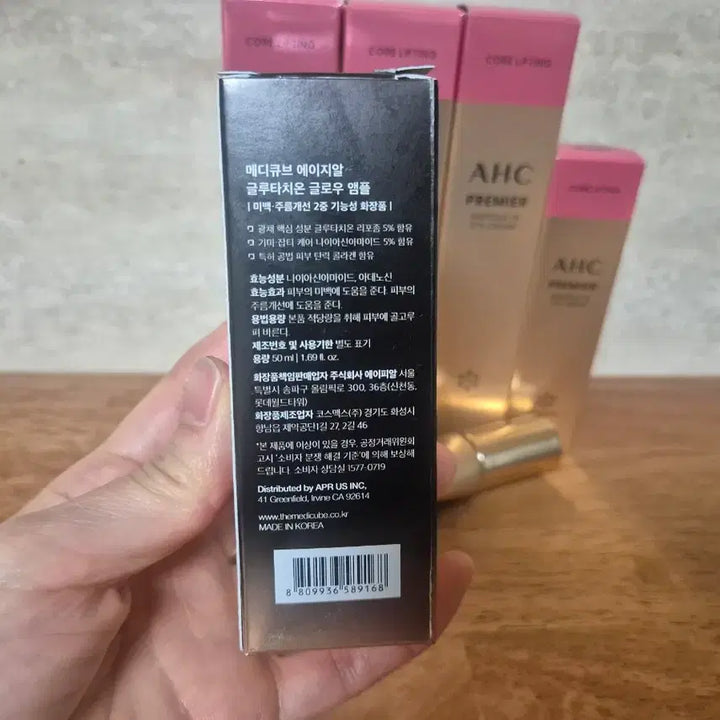 CORE LIFTING
CORE LIFTING
CORE LIFTING
AHC
PREMIER
CORE LIFTING
AHC
PREMIER
메디큐브 에이지알
글루타치온 글로우 앰플
| 미백·주름개선 2중 기능성 화장품 |
광채 핵심 성분 글루타치온 리포좀 5% 함유
기미·잡티 케어 나이아신아마이드 5% 함유
특허 공법 피부 탄력 콜라겐 함유
효능성분 나이아신아마이드, 아데노신
효능효과 피부의 미백에 도움을 준다. 피부의
주름개선에 도움을 준다.
용법용량 본품 적당량을 취해 피부에 골고루
펴 바른다.
제조번호 및 사용기한 별도 표기
용량 50 ml | 1.69 fl. oz.
화장품책임판매업자 주식회사 에이피알 서울
특별시 송파구 올림픽로 300, 36층(신천동,
롯데월드타워)
화장품제조업자 코스맥스(주) 경기도 화성시
향남읍 제약공단1길 27, 2길 46
*본 제품에 이상이 있을 경우, 공정거래위원회
고시 '소비자 분쟁 해결 기준'에 의해 보상해
드립니다. 소비자 상담실 1577-0719
Distributed by APR US INC,
41 Greenfield, Irvine CA 92614
www.themedicube.co.kr
MADE IN KOREA
8 809936 589168